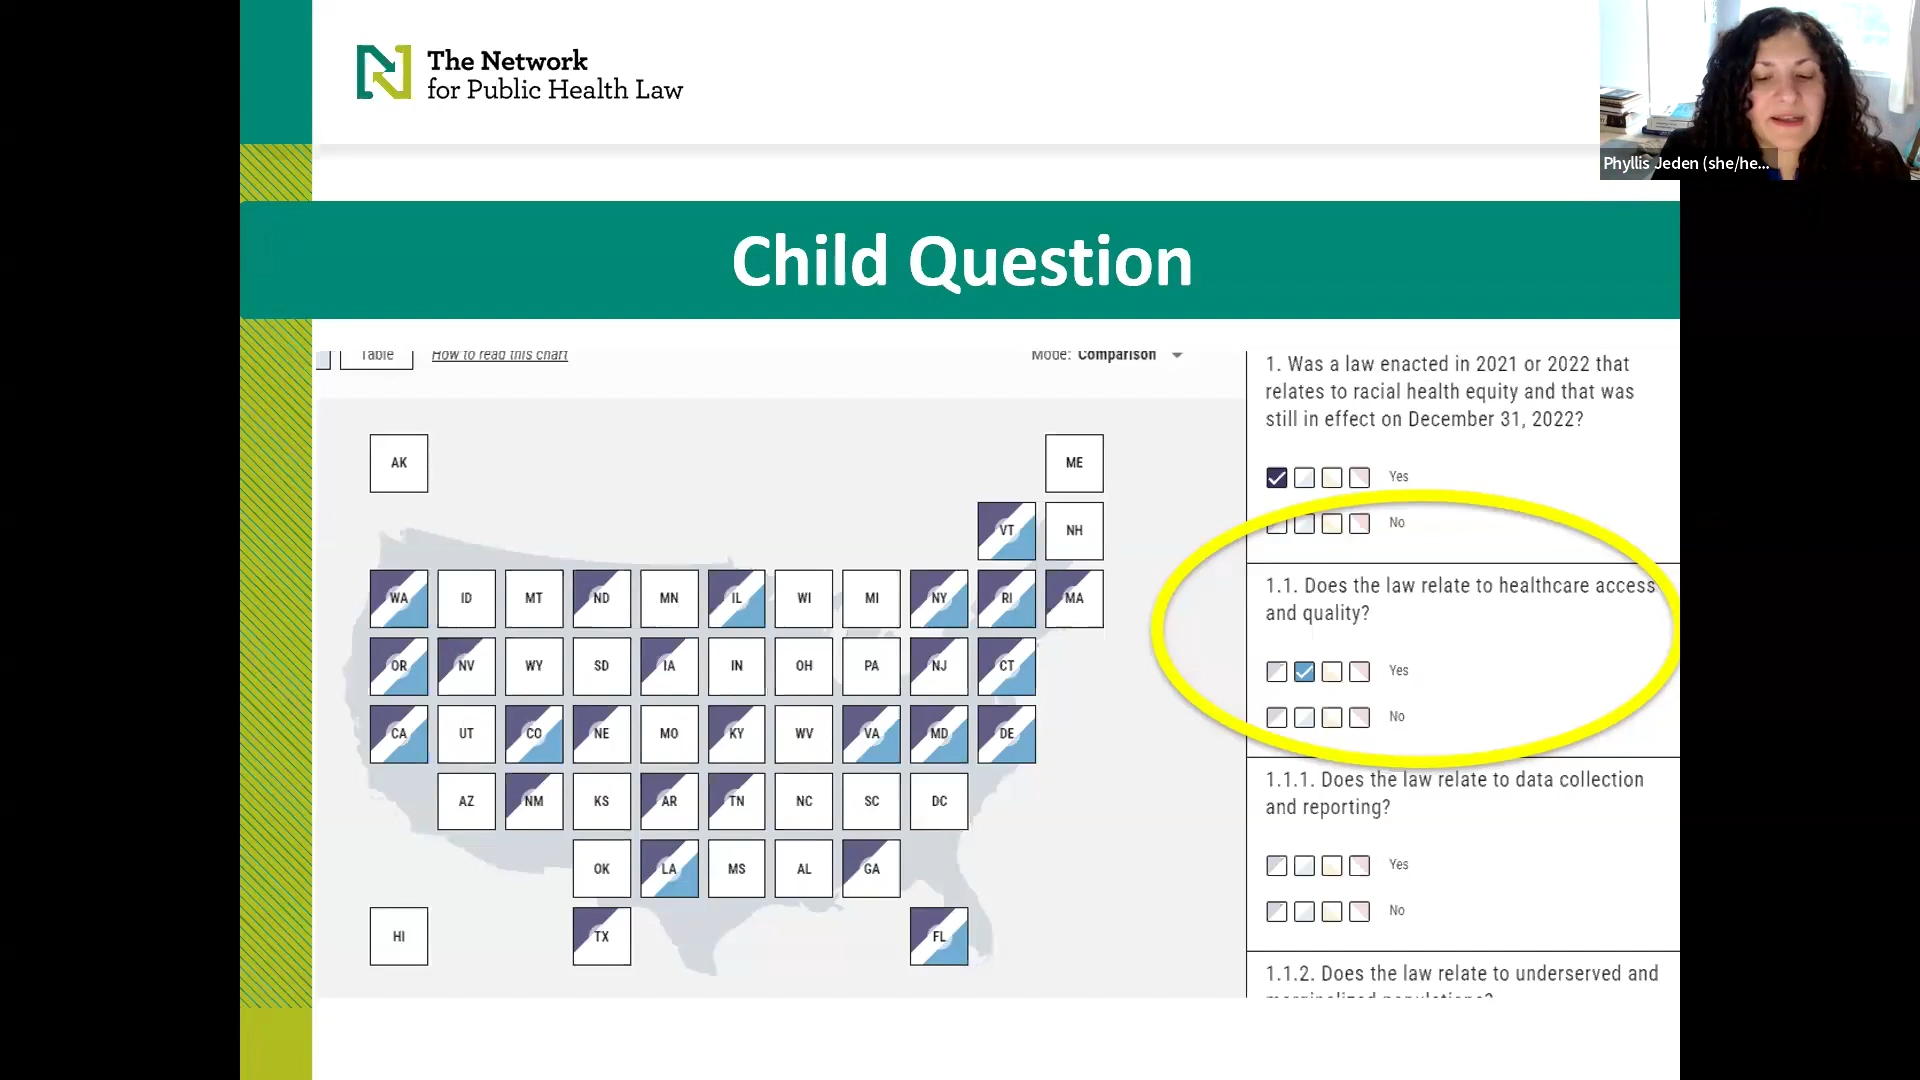 The Network
for Public Health Law
Phyllis Jeden (she/he...
Child Question
Table
How to read this chart
Mode: Comparison
1. Was a law enacted in 2021 or 2022 that
relates to racial health equity and that was
still in effect on December 31, 2022?
Yes
No
1.1. Does the law relate to healthcare access
and quality?
Yes
No
1.1.1. Does the law relate to data collection
and reporting?
Yes
No
1.1.2. Does the law relate to underserved and
marginalized populations?
AK
ME
VT
NH
WA
ID
MT
ND
MN
IL
WI
MI
NY
RI
MA
OR
NV
WY
SD
IA
IN
OH
PA
NJ
CT
CA
UT
CO
NE
MO
KY
WV
VA
MD
DE
AZ
NM
KS
AR
TN
NC
SC
DC
OK
LA
MS
AL
GA
HI
TX
FL